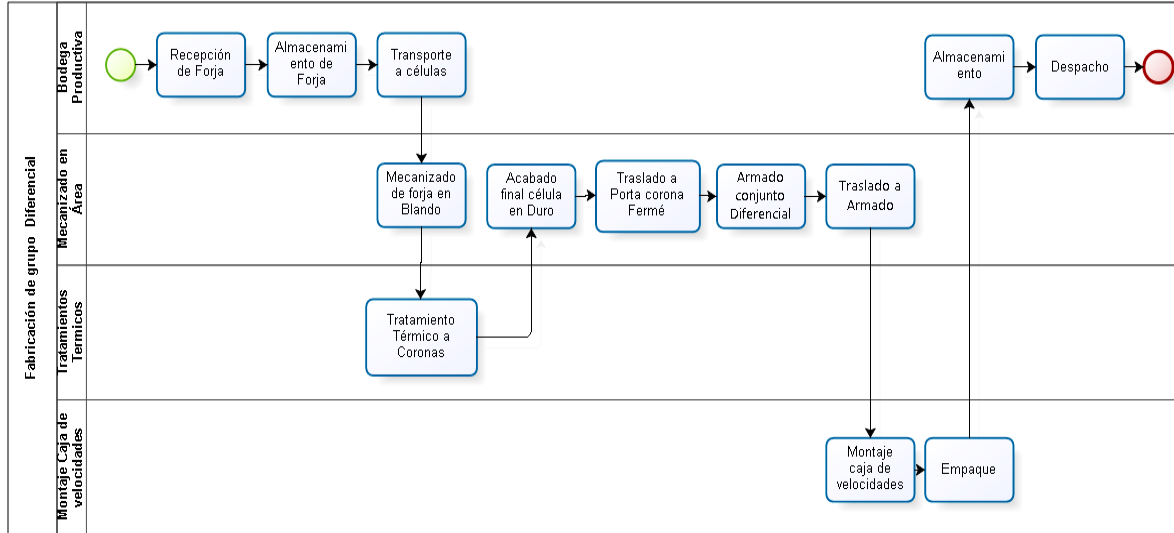 Fabricación de grupo Diferencial
Bodega
Productiva
Recepción
de Forja
Almacenami
ento de
Forja
Transporte
a células
Almacenami
ento
Despacho
Mecanizado en
Área
Mecanizado
de forja en
Blando
Acabado
final célula
en Duro
Traslado a
Porta corona
Fermé
Armado
conjunto
Diferencial
Traslado a
Armado
Tratamientos
Termicos
Tratamiento
Térmico a
Coronas
Montaje Caja de
velocidades
Montaje
caja de
velocidades
Empaque